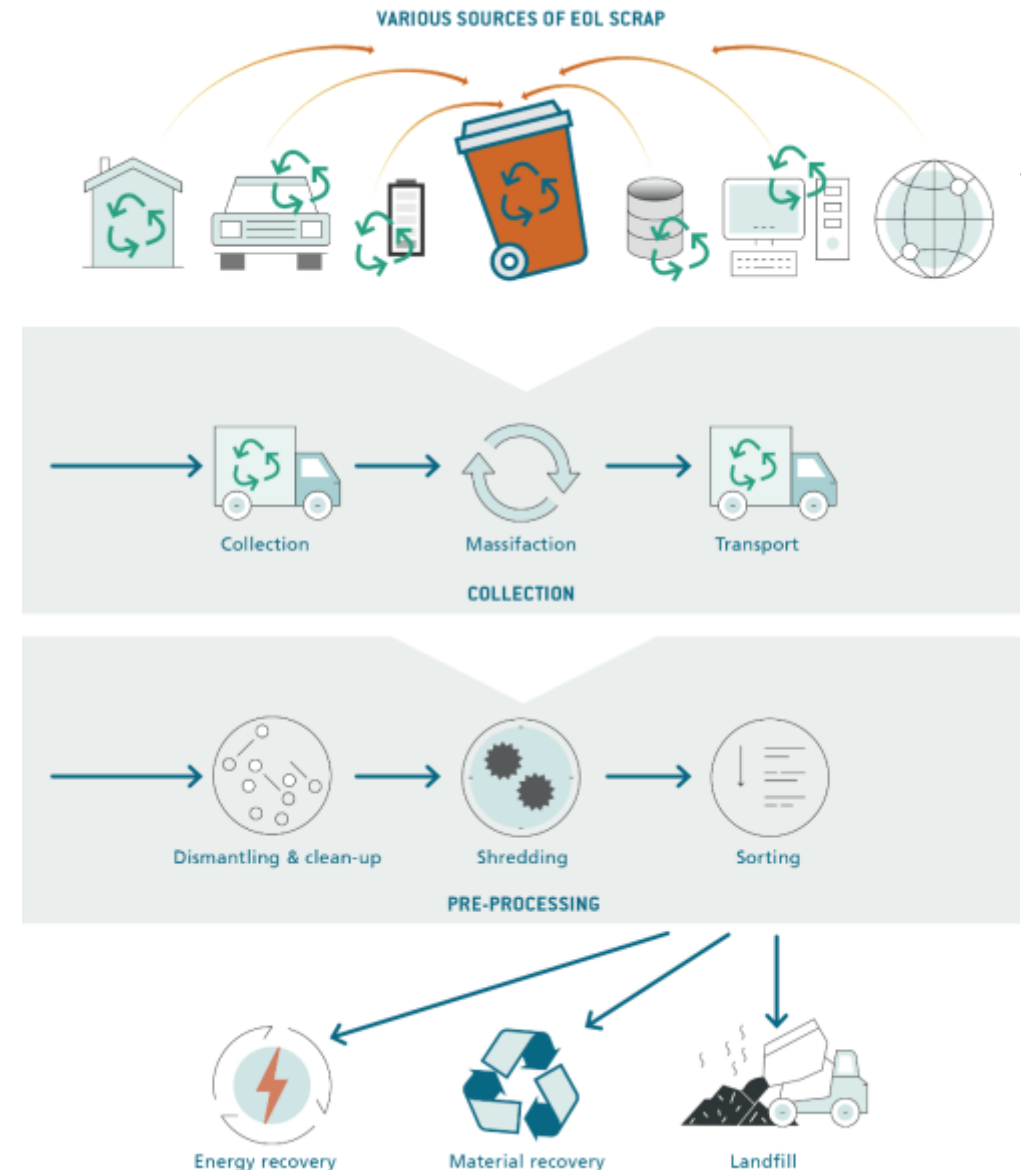 VARIOUS SOURCES OF EOL SCRAP
Collection
Massifaction
Transport
COLLECTION
Dismantling & clean-up
Shredding
Sorting
PRE-PROCESSING
Energy recovery
Material recovery
Landfill